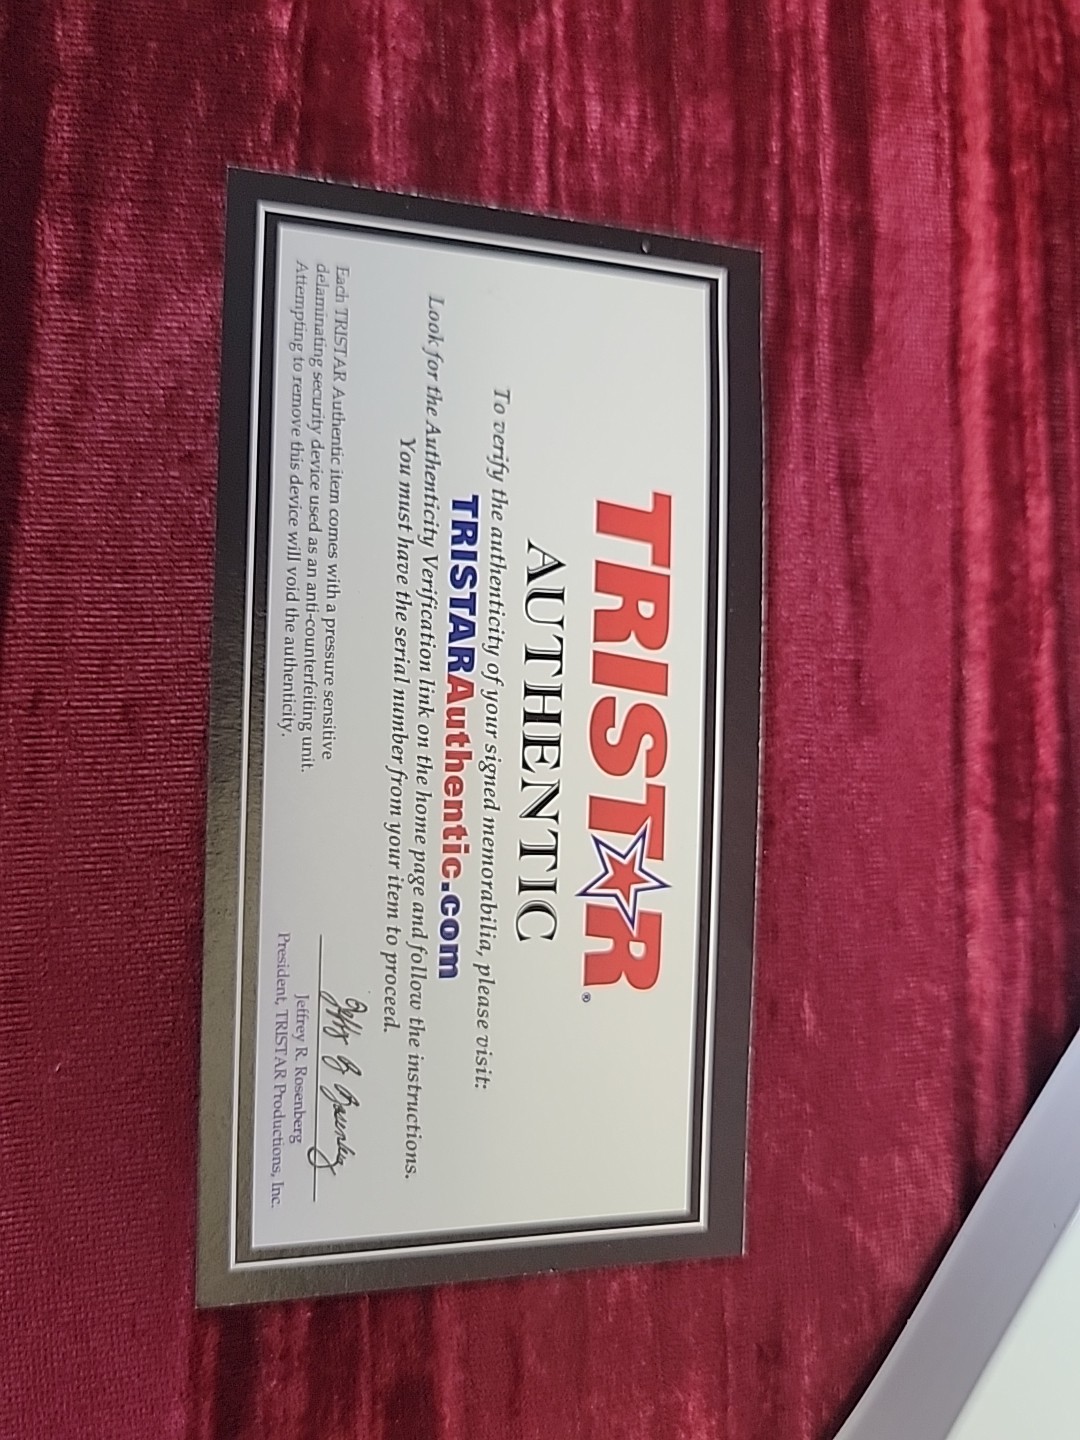 TRISTAR®
AUTHENTIC
To verify the authenticity of your signed memorabilia, please visit:
TRISTARAuthentic.com
Look for the Authenticity Verification link on the home page and follow the instructions.
You must have the serial number from your item to proceed.
Each TRISTAR Authentic item comes with a pressure sensitive
delaminating security device used as an anti-counterfeiting unit.
Attempting to remove this device will void the authenticity.
Jeffrey R. Rosenberg
Jeffrey R. Rosenberg
President, TRISTAR Productions, Inc.